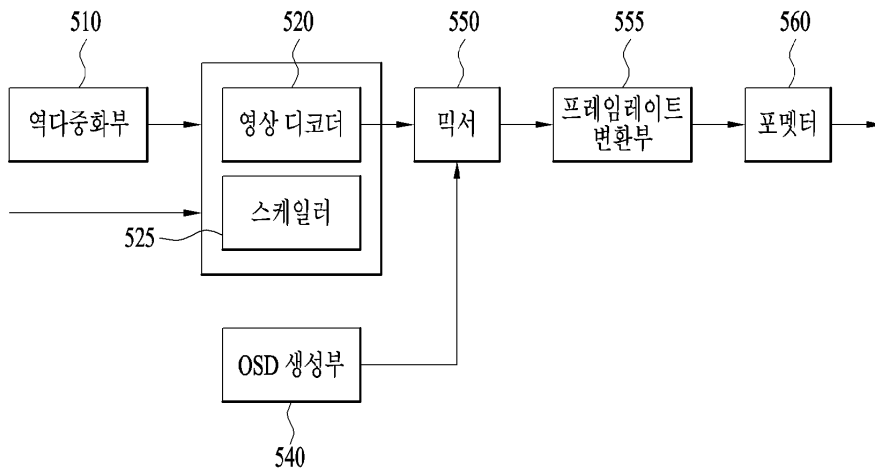 510
520
550
555
560
역다중화부
영상 디코더
믹서
프레임레이트
변환부
포멧터
스케일러
525
OSD 생성부
540